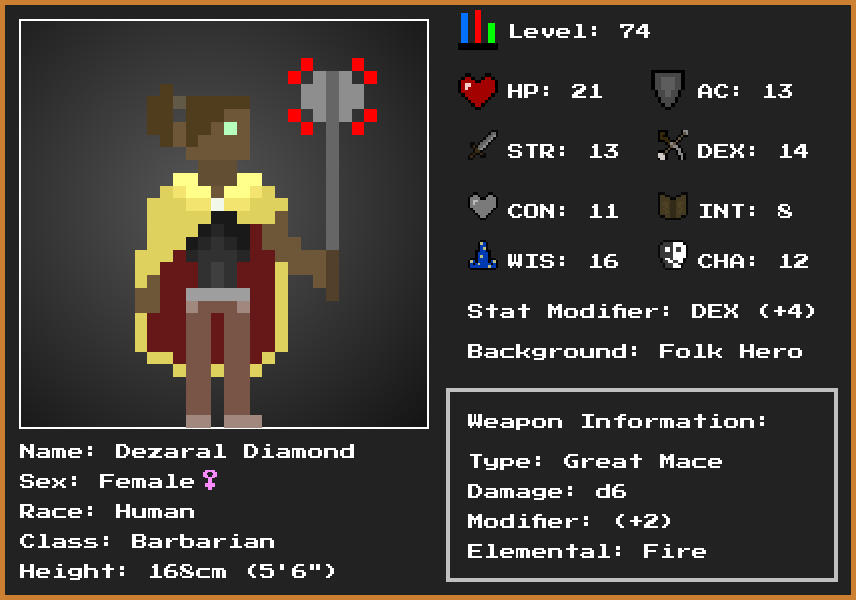 Level: 74
HP: 21
AC: 13
STR: 13
DEX: 14
CON: 11
INT: 8
WIS: 16
CHA: 12
Stat Modifier: DEX (+4)
Background: Folk Hero
Weapon Information:
Type: Great Mace
Damage: d6
Modifier: (+2)
Elemental: Fire
Name: Dezaral Diamond
Sex: Female♀
Race: Human
Class: Barbarian
Height: 168cm (5'6")